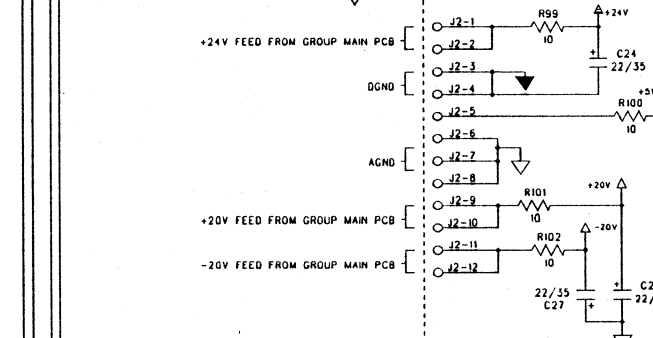 R99
+24V
J2-1
+24V FEED FROM GROUP MAIN PCB
10
J2-2
+
C24
22/35
J2-3
DGND
J2-4
J2-5
R100
10
J2-6
AGND
J2-7
J2-8
R101
+20V
J2-9
+20V FEED FROM GROUP MAIN PCB
10
J2-10
-20V
R102
J2-11
-20V FEED FROM GROUP MAIN PCB
10
J2-12
22/35
C27
+
+